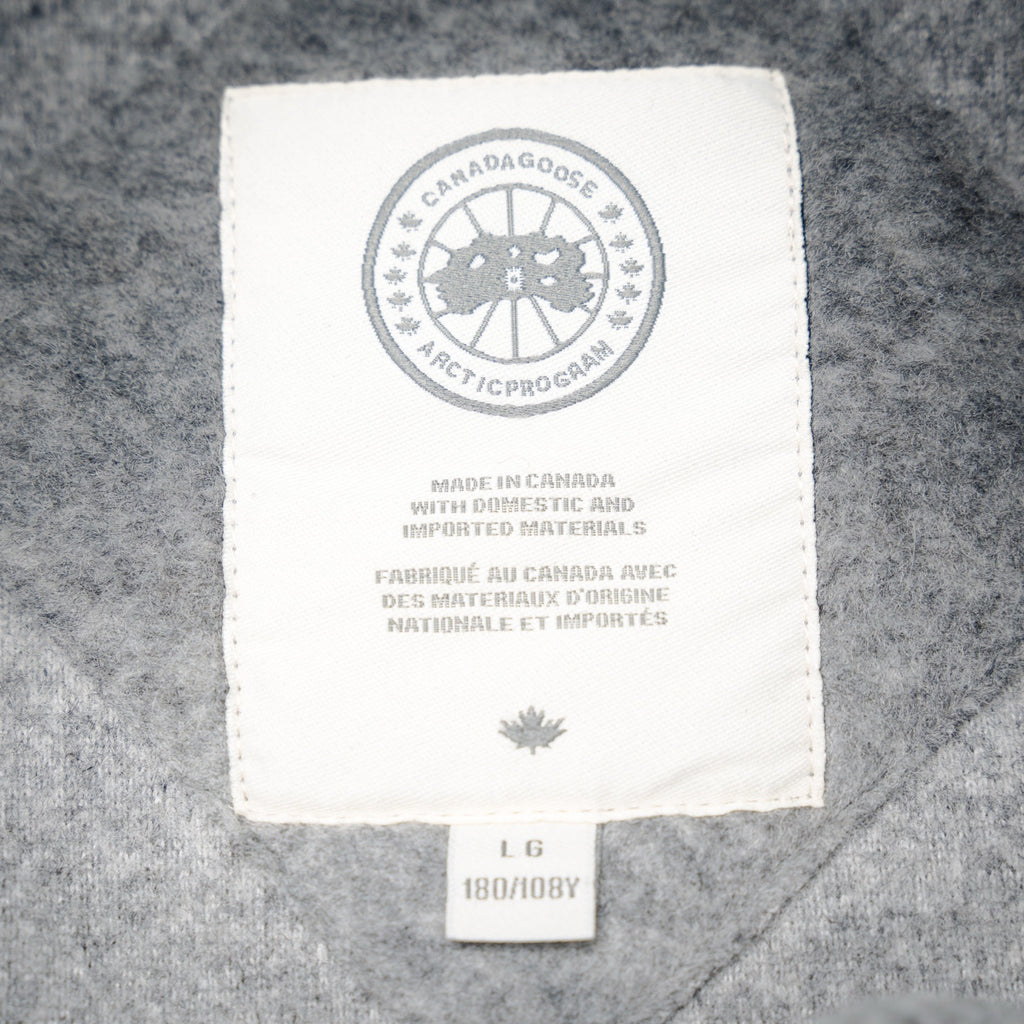 CANADA GOOSE
ARCTIC PROGRAM
MADE IN CANADA
WITH DOMESTIC AND
IMPORTED MATERIALS
FABRIQUÉ AU CANADA AVEC
DES MATERIAUX D'ORIGINE
NATIONALE ET IMPORTÉS
LG
180/108Y